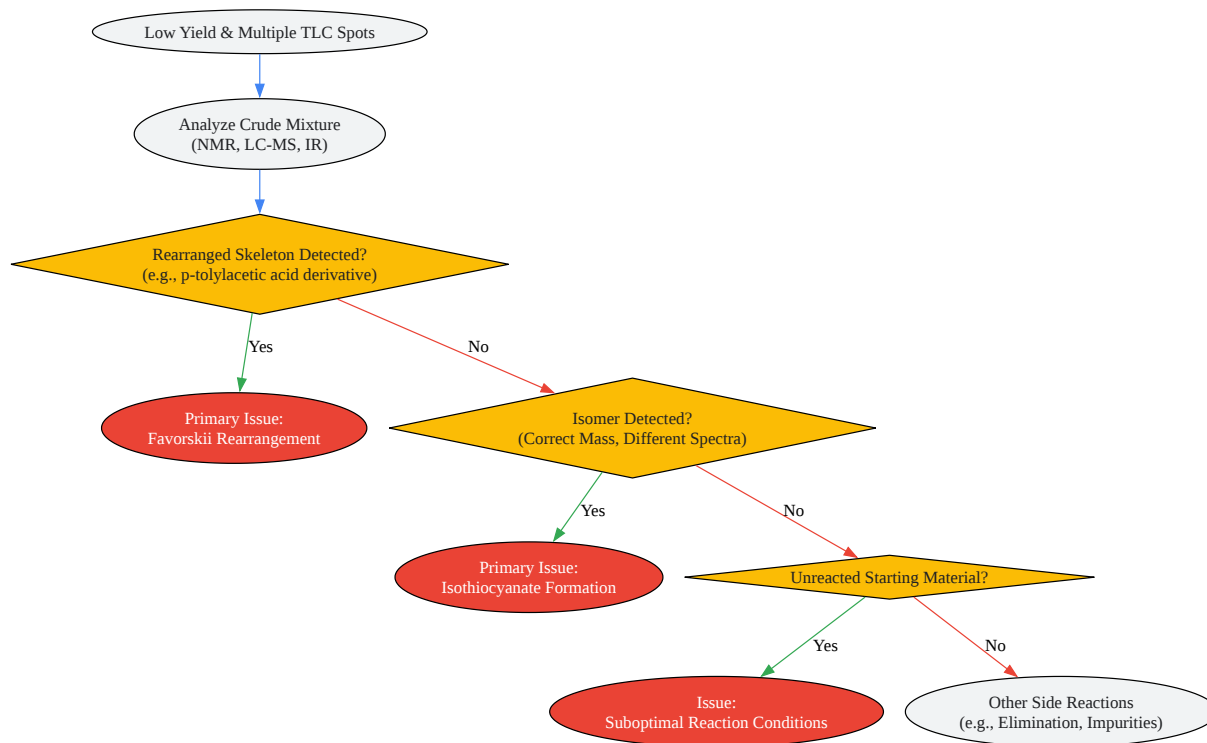 Low Yield & Multiple TLC Spots
Analyze Crude Mixture
(NMR, LC-MS, IR)
Rearranged Skeleton Detected?
(e.g., p-tolylacetic acid derivative)
Yes
No
Primary Issue:
Favorskii Rearrangement
Isomer Detected?
(Correct Mass, Different Spectra)
Yes
No
Primary Issue:
Isothiocyanate Formation
Unreacted Starting Material?
Yes
No
Issue:
Suboptimal Reaction Conditions
Other Side Reactions
(e.g., Elimination, Impurities)